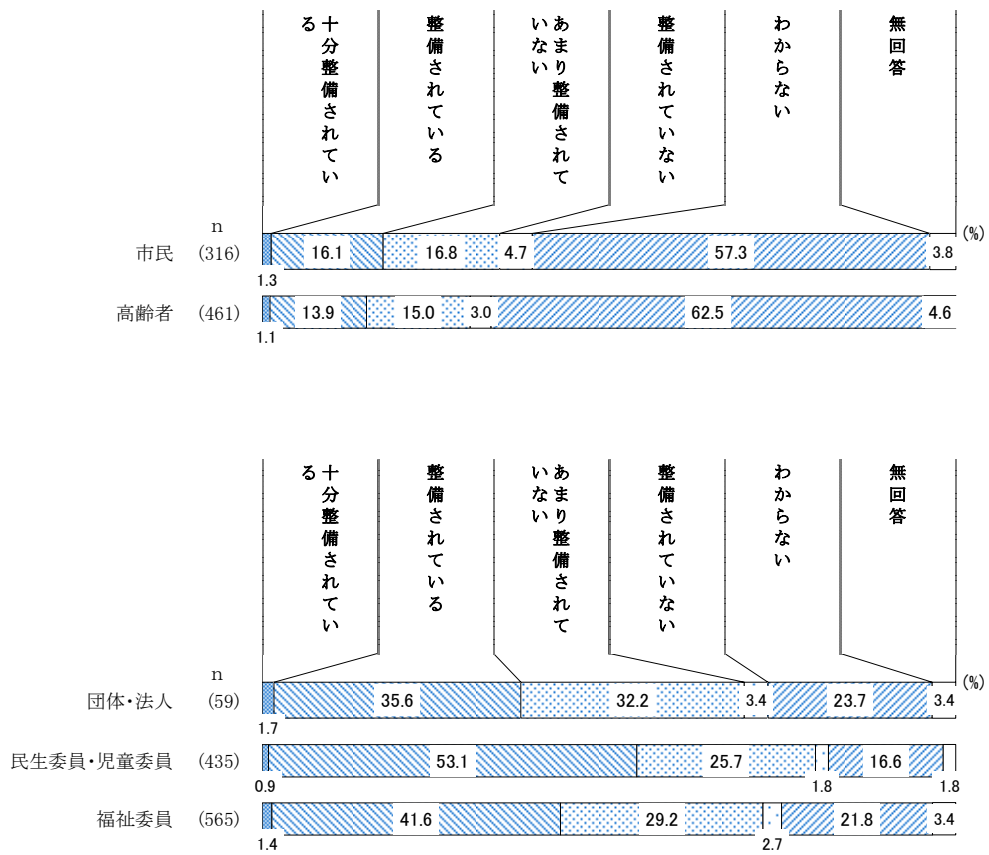 十分整備されてい
る
整備されている
あまり整備されて
いない
整備されていない
わからない
無回答
n
(%)
市民 (316) 16.1 16.8 4.7 57.3 3.8
1.3
高齢者 (461) 13.9 15.0 3.0 62.5 4.6
1.1
十分整備されてい
る
整備されている
あまり整備されて
いない
整備されていない
わからない
無回答
n
(%)
団体・法人 (59) 35.6 32.2 3.4 23.7 3.4
1.7
民生委員・児童委員 (435) 53.1 25.7 16.6
0.9 1.8 1.8
福祉委員 (565) 41.6 29.2 21.8 3.4
1.4 2.7